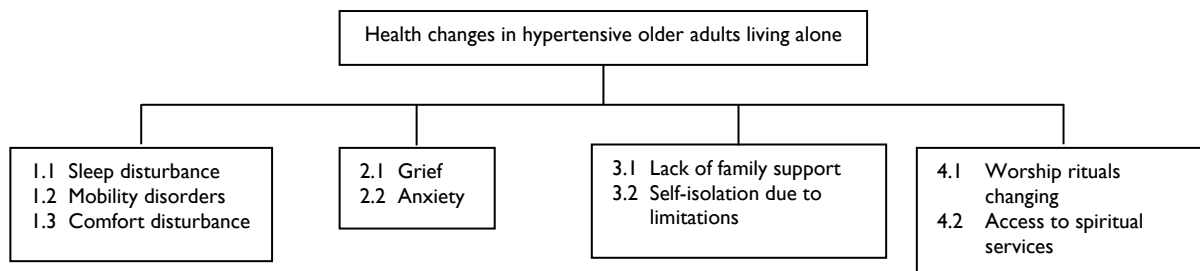 Health changes in hypertensive older adults living alone
1.1 Sleep disturbance
1.2 Mobility disorders
1.3 Comfort disturbance
2.1 Grief
2.2 Anxiety
3.1 Lack of family support
3.2 Self-isolation due to
limitations
4.1 Worship rituals
changing
4.2 Access to spiritual
services